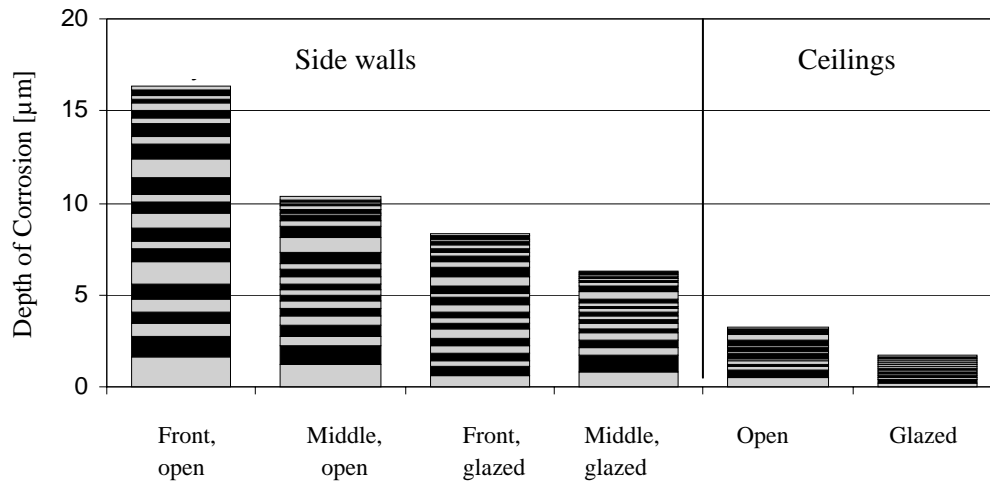 20
Side walls
Ceilings
15
10
5
0
Depth of Corrosion [µm]
Front,
open
Middle,
open
Front,
glazed
Middle,
glazed
Open
Glazed